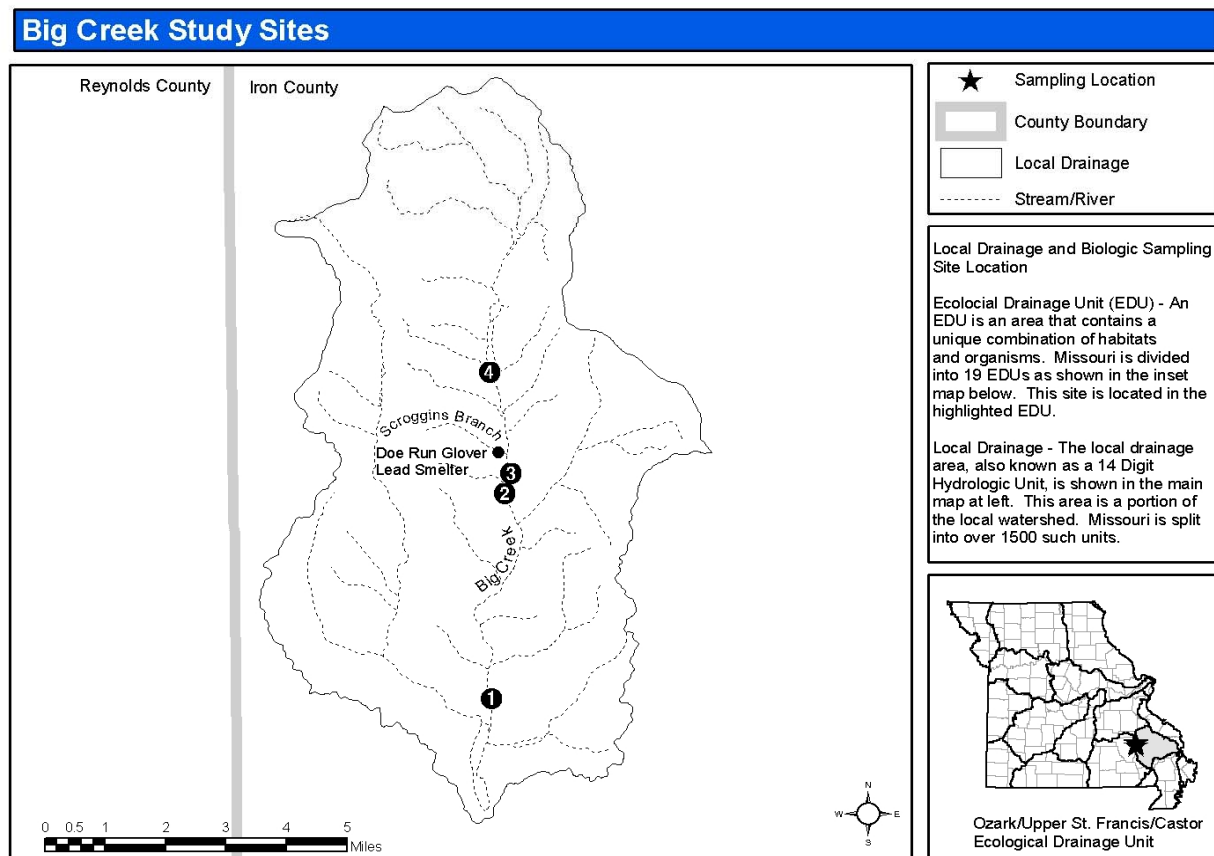 Big Creek Study Sites
Reynolds County
Iron County
4
Scroggins Branch
Doe Run Glover
Lead Smelter
3
2
Big Creek
1
0 0.5 1 2 3 4 5
Miles
N
W E
S
Sampling Location
County Boundary
Local Drainage
Stream/River
Local Drainage and Biologic Sampling
Site Location
Ecolocial Drainage Unit (EDU) - An
EDU is an area that contains a
unique combination of habitats
and organisms. Missouri is divided
into 19 EDUs as shown in the inset
map below. This site is located in the
highlighted EDU.
Local Drainage - The local drainage
area, also known as a 14 Digit
Hydrologic Unit, is shown in the main
map at left. This area is a portion of
the local watershed. Missouri is split
into over 1500 such units.
Ozark/Upper St. Francis/Castor
Ecological Drainage Unit